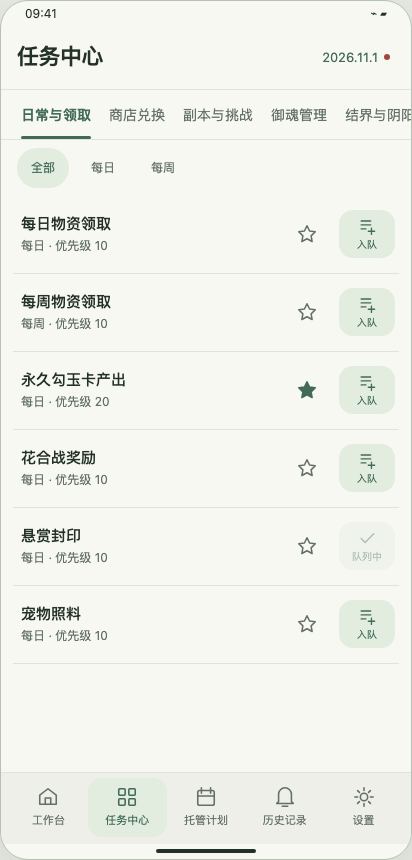 09:41
任务中心
2026.11.1
日常与领取 商店兑换 副本与挑战 御魂管理 结界与阴阳
全部 每日 每周
每日物资领取
每日 · 优先级 10
入队
每周物资领取
每周 · 优先级 10
入队
永久勾玉卡产出
每日 · 优先级 20
入队
花合战奖励
每日 · 优先级 10
入队
悬赏封印
每日 · 优先级 10
队列中
宠物照料
每日 · 优先级 10
入队
工作台 任务中心 托管计划 历史记录 设置